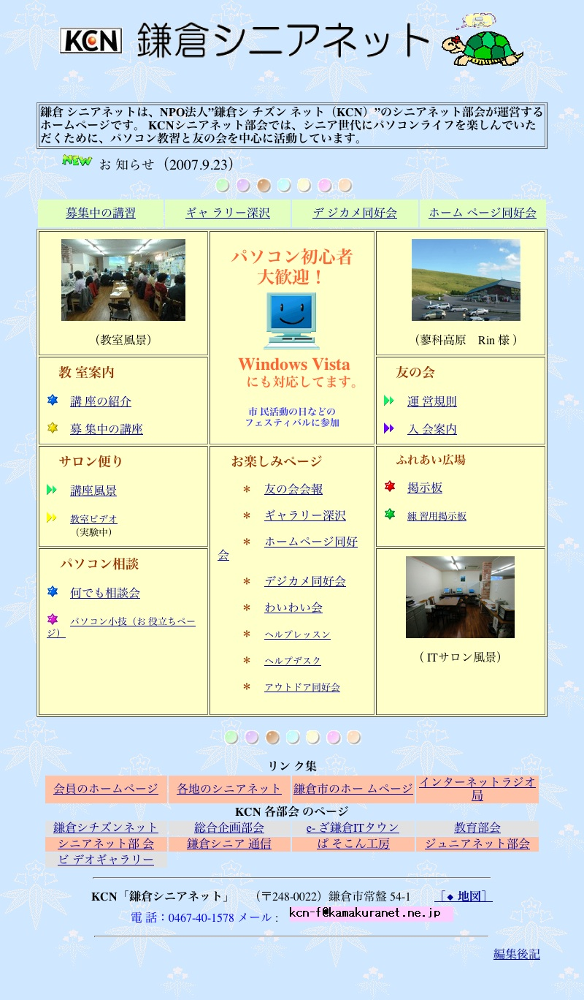 KCN 鎌倉シニアネット
鎌倉 シニアネットは、NPO法人”鎌倉シ チズン ネット（KCN）”のシニアネット部会が運営する
ホームページです。 KCNシニアネット部会では、シニア世代にパソコンライフを楽しんでいた
だくために、パソコン教習と友の会を中心に活動しています。
NEW お 知らせ（2007.9.23）
募集中の講習 ギャ ラリー深沢 デ ジカメ同好会 ホーム ページ同好会
（教室風景）
パソコン初心者
大歓迎！
Windows Vista
にも対応してます。
市 民活動の日などの
フェスティバルに参加
（蓼科高原　Rin 様 ）
教 室案内
講 座の紹介
募 集中の講座
友の会
運 営規則
入 会案内
サロン便り
講座風景
教室ビデオ
（実験中）
お楽しみページ
＊ 友の会会報
＊ ギャラリー深沢
＊ ホームページ同好
会
＊ デジカメ同好会
＊ わいわい会
＊ ヘルプレッスン
＊ ヘルプデスク
＊ アウトドア同好会
ふれあい広場
掲示板
練 習用掲示板
パソコン相談
何でも相談会
パソコン小技（お 役立ちペー
ジ）
（ ITサロン風景）
リン ク集
会員のホームページ 各地のシニアネット 鎌倉市のホー ムページ インターネットラジオ
局
KCN 各部会 のページ
鎌倉シチズンネット 総合企画部会 e- ざ鎌倉ITタウン 教育部会
シニアネット部 会 鎌倉シニア 通信 ぱ そこん工房 ジュニアネット部会
ビ デオギャラリー
KCN「鎌倉シニアネット」 （〒248-0022）鎌倉市常盤 54-1 ［◆ 地図］
電 話：0467-40-1578 メール： kcn-f@kamakuranet.ne.jp
編集後記